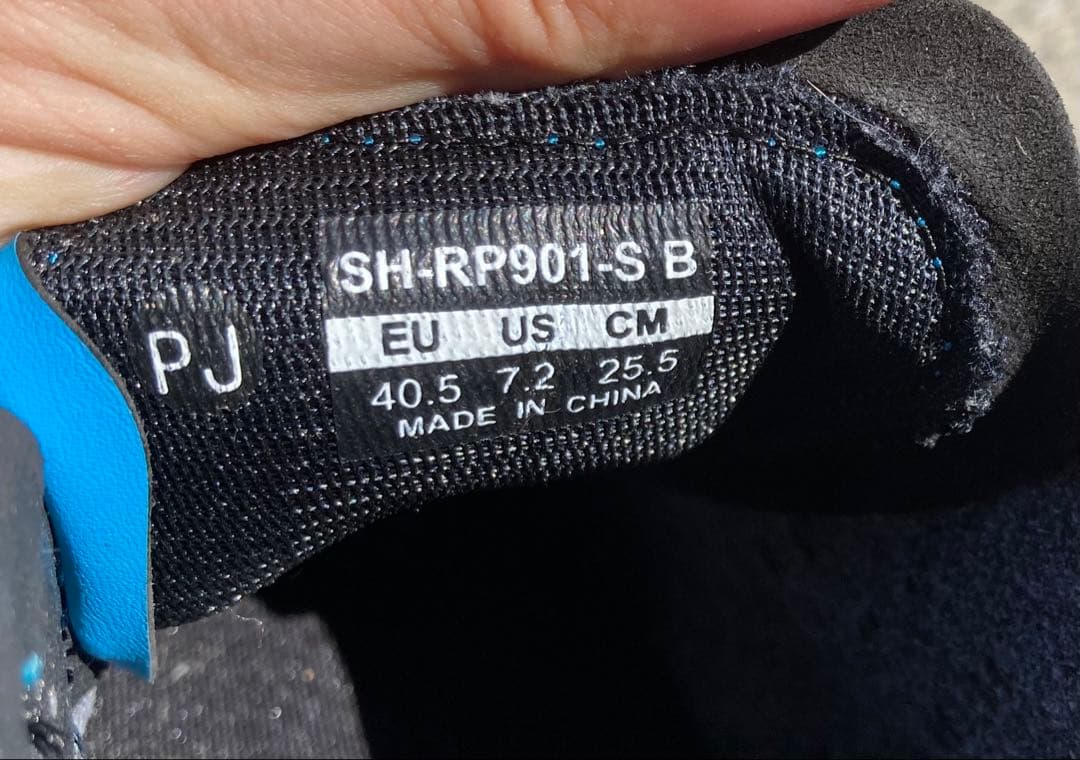 SH-RP901-S B
EU US CM
40.5 7.2 25.5
MADE IN CHINA
PJ